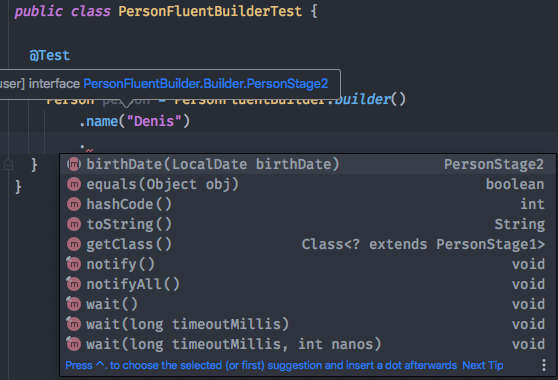 public class PersonFluentBuilderTest {
@Test
user] interface PersonFluentBuilder.Builder.PersonStage2
Person person = PersonFluentBuilder.builder()
.name("Denis")
.
}
}
birthDate(LocalDate birthDate) PersonStage2
equals(Object obj) boolean
hashCode() int
toString() String
getClass() Class<? extends PersonStage1>
notify() void
notifyAll() void
wait() void
wait(long timeoutMillis) void
wait(long timeoutMillis, int nanos) void
Press ^. to choose the selected (or first) suggestion and insert a dot afterwards Next Tip